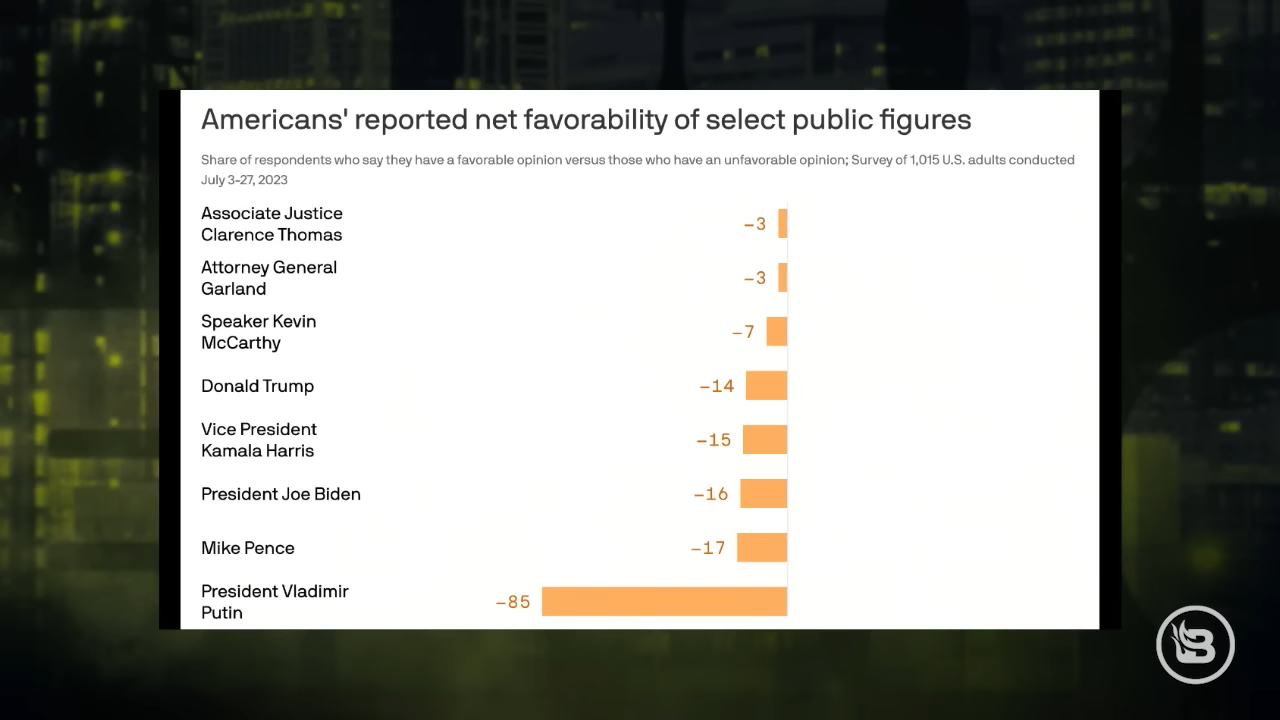 Americans' reported net favorability of select public figures
Share of respondents who say they have a favorable opinion versus those who have an unfavorable opinion; Survey of 1,015 U.S. adults conducted
July 3-27, 2023
Associate Justice
Clarence Thomas
−3
Attorney General
Garland
−3
Speaker Kevin
McCarthy
−7
Donald Trump
−14
Vice President
Kamala Harris
−15
President Joe Biden
−16
Mike Pence
−17
President Vladimir
Putin
−85
B